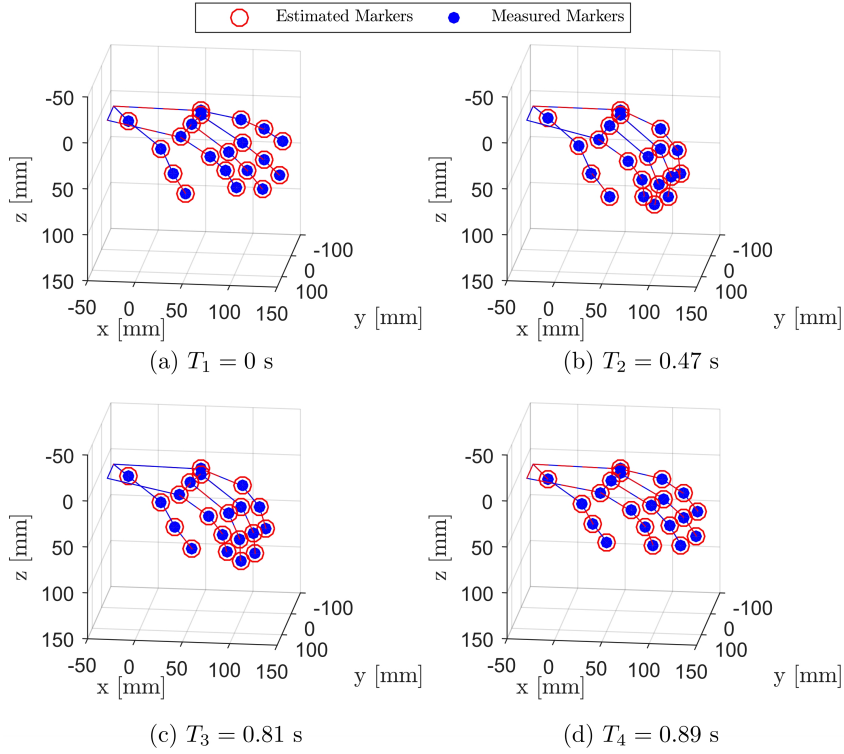 Estimated Markers Measured Markers
-50
0
50
100
150
z [mm]
-50 0 50 100 150
x [mm]
-100
0
100
y [mm]
(a) T₁ = 0 s
-50
0
50
100
150
z [mm]
-50 0 50 100 150
x [mm]
-100
0
100
y [mm]
(b) T₂ = 0.47 s
-50
0
50
100
150
z [mm]
-50 0 50 100 150
x [mm]
-100
0
100
y [mm]
(c) T₃ = 0.81 s
-50
0
50
100
150
z [mm]
-50 0 50 100 150
x [mm]
-100
0
100
y [mm]
(d) T₄ = 0.89 s